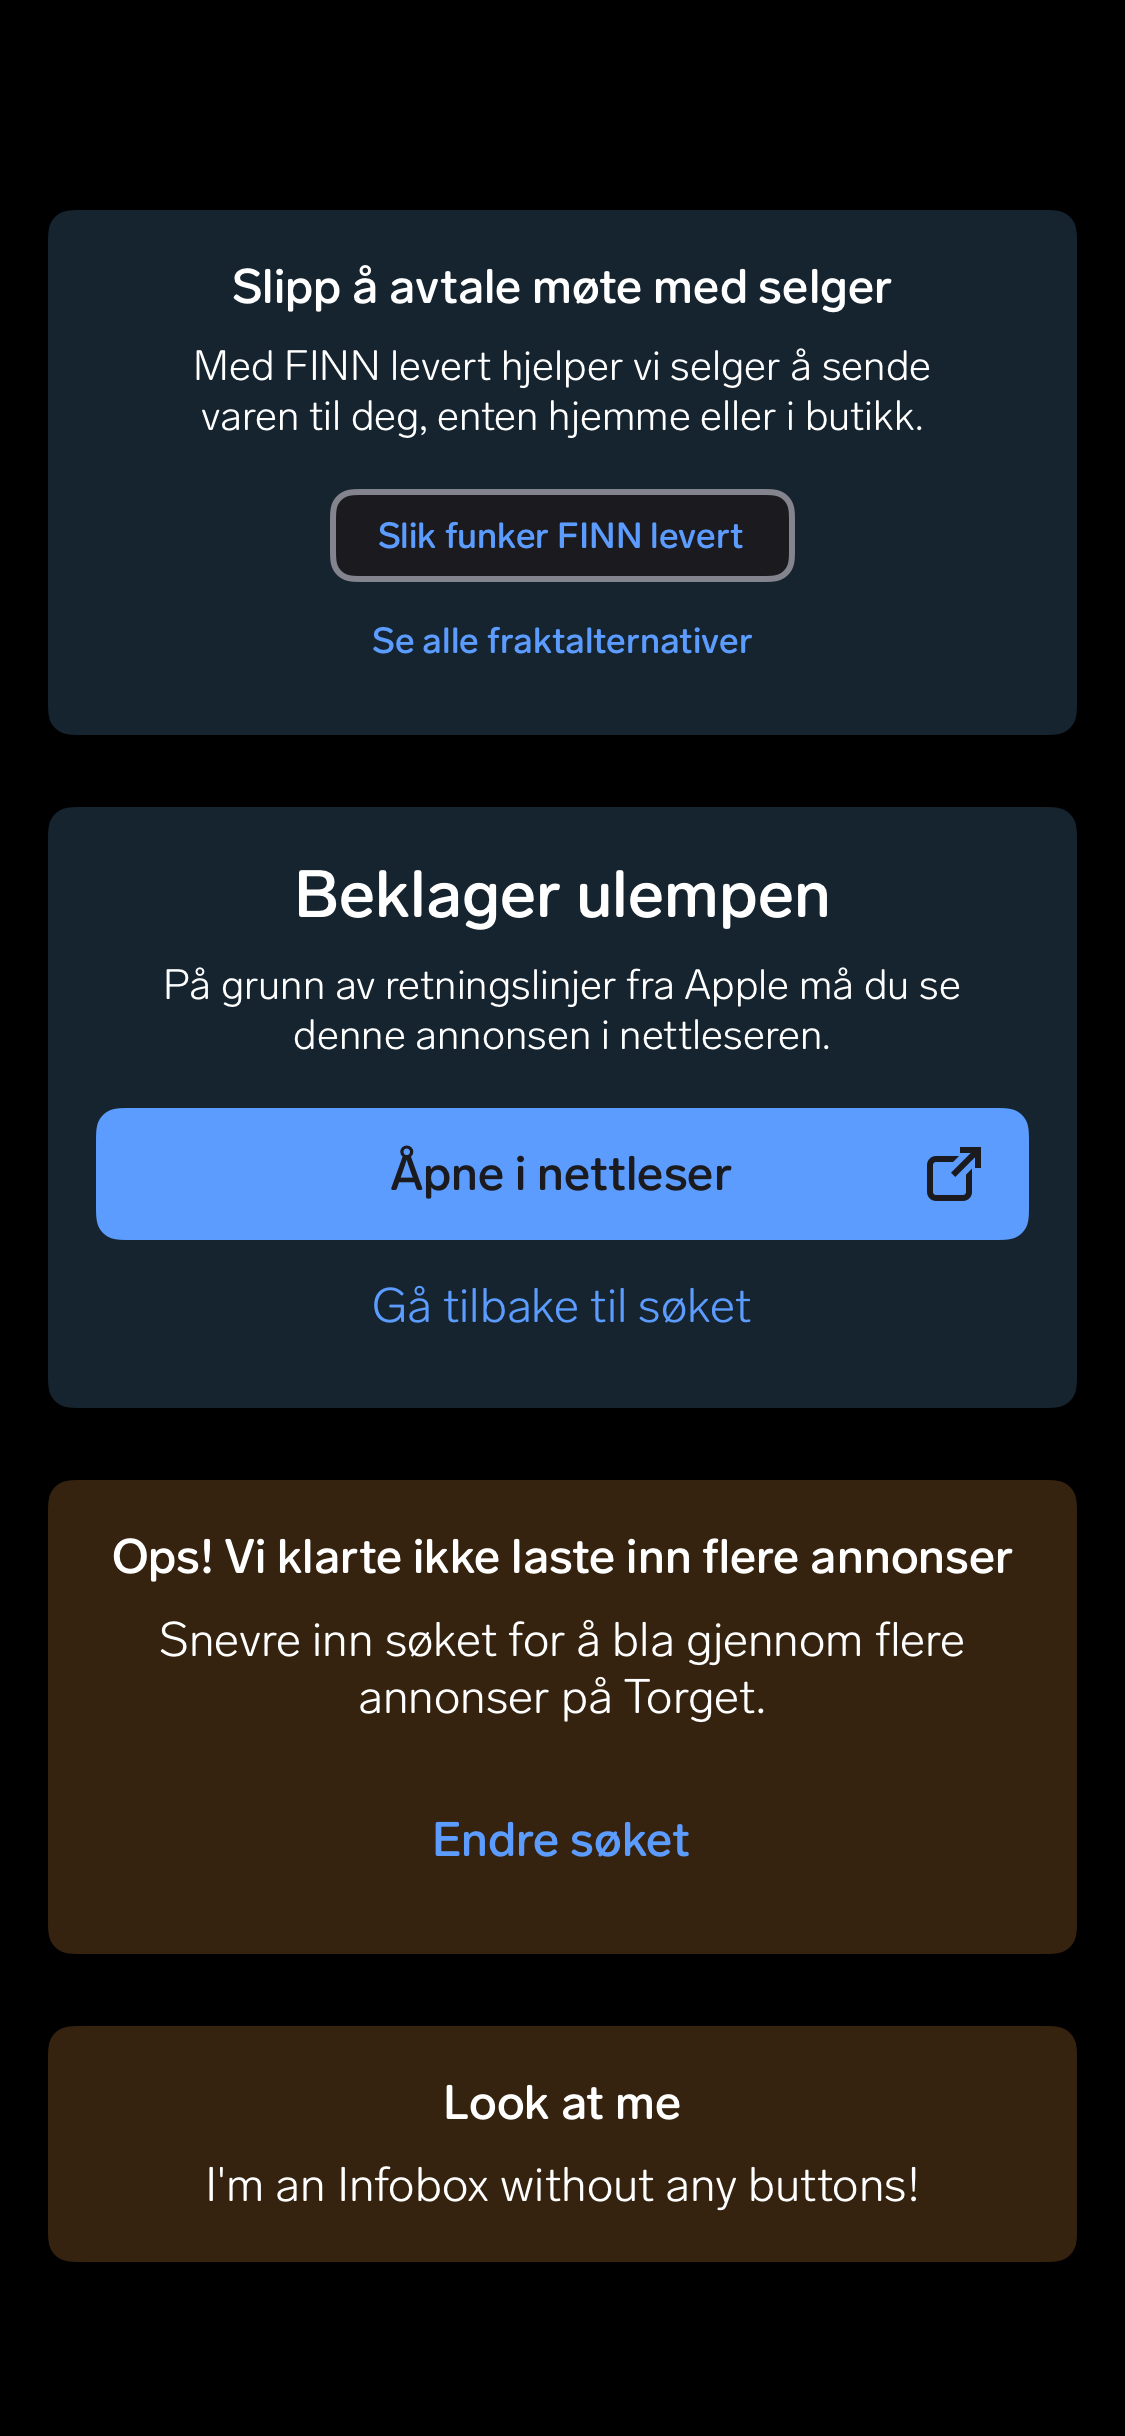 Slipp å avtale møte med selger
Med FINN levert hjelper vi selger å sende
varen til deg, enten hjemme eller i butikk.
Slik funker FINN levert
Se alle fraktalternativer
Beklager ulempen
På grunn av retningslinjer fra Apple må du se
denne annonsen i nettleseren.
Åpne i nettleser
Gå tilbake til søket
Ops! Vi klarte ikke laste inn flere annonser
Snevre inn søket for å bla gjennom flere
annonser på Torget.
Endre søket
Look at me
I'm an Infobox without any buttons!